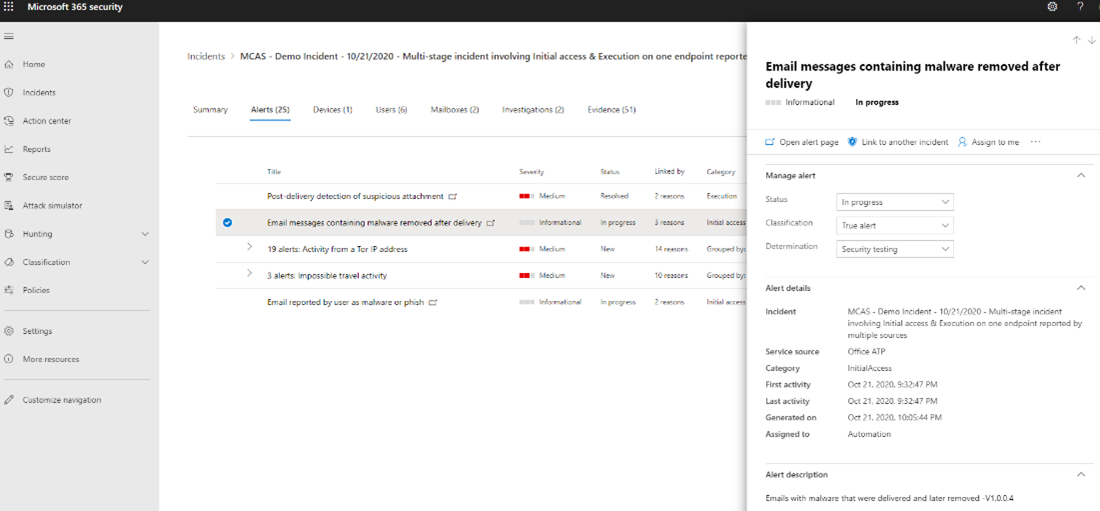 Microsoft 365 security
?
Home
Incidents
Action center
Reports
Secure score
Attack simulator
Hunting
Classification
Policies
Settings
More resources
Customize navigation
Incidents > MCAS - Demo Incident - 10/21/2020 - Multi-stage incident involving Initial access & Execution on one endpoint reporte
Summary Alerts (25) Devices (1) Users (6) Mailboxes (2) Investigations (2) Evidence (51)
Title Severity Status Linked by Category
Post-delivery detection of suspicious attachment Medium Resolved 2 reasons Execution
Email messages containing malware removed after delivery Informational In progress 3 reasons Initial access
19 alerts: Activity from a Tor IP address Medium New 14 reasons Grouped by:
3 alerts: Impossible travel activity Medium New 10 reasons Grouped by:
Email reported by user as malware or phish Informational In progress 2 reasons Initial access
Email messages containing malware removed after
delivery
Informational In progress
Open alert page Link to another incident Assign to me ...
Manage alert
Status In progress
Classification True alert
Determination Security testing
Alert details
Incident MCAS - Demo Incident - 10/21/2020 - Multi-stage incident
involving Initial access & Execution on one endpoint reported by
multiple sources
Service source Office ATP
Category InitialAccess
First activity Oct 21, 2020, 9:32:47 PM
Last activity Oct 21, 2020, 9:32:47 PM
Generated on Oct 21, 2020, 10:05:44 PM
Assigned to Automation
Alert description
Emails with malware that were delivered and later removed -V1.0.0.4